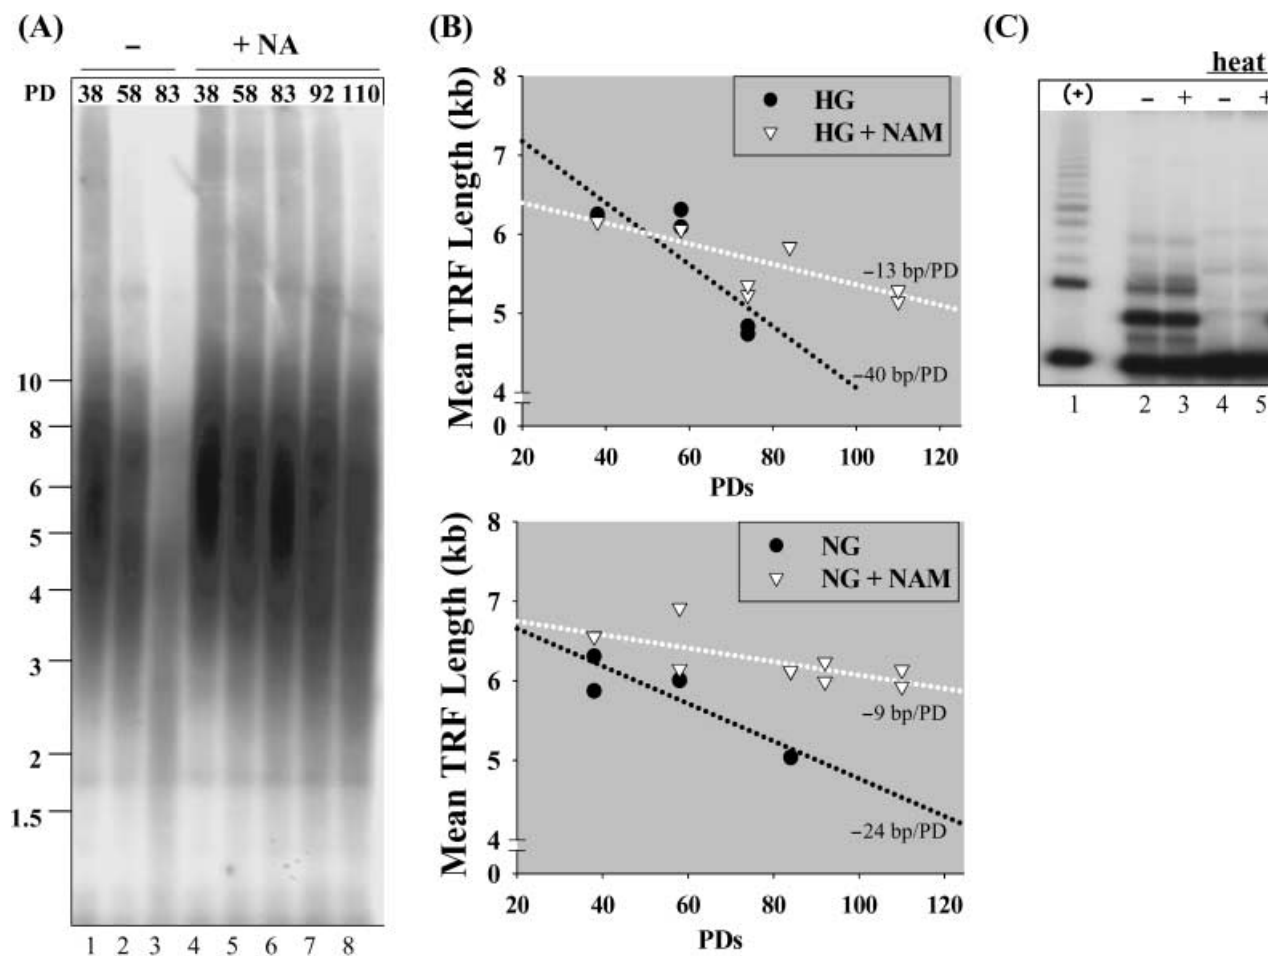 (A)
– + NA
PD 38 58 83 38 58 83 92 110
10
8
6
5
4
3
2
1.5
1 2 3 4 5 6 7 8
(B)
Mean TRF Length (kb)
8
7
6
5
4
0
HG
HG + NAM
–13 bp/PD
–40 bp/PD
20 40 60 80 100 120
PDs
Mean TRF Length (kb)
8
7
6
5
4
0
NG
NG + NAM
–9 bp/PD
–24 bp/PD
20 40 60 80 100 120
PDs
(C)
heat
(+) – + – +
1 2 3 4 5